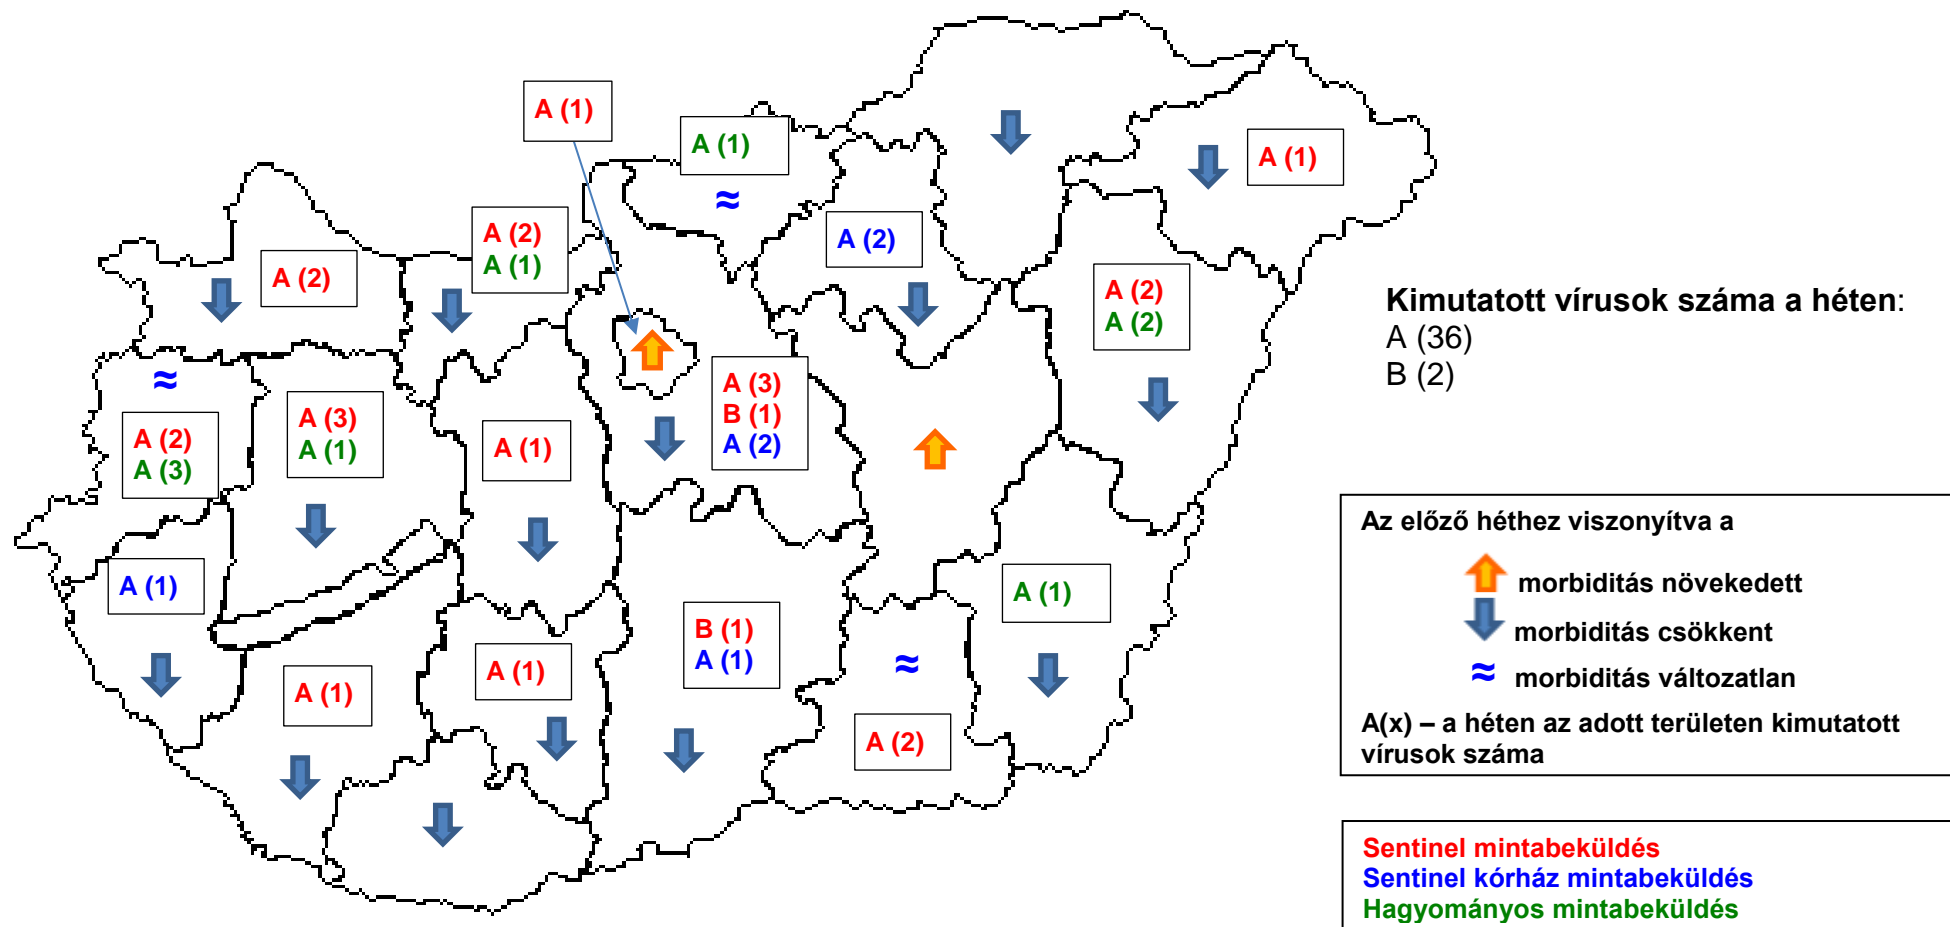 A (1)
A (1)
A (1)
A (2)
A (1)
A (2)
A (2)
A (2)
A (2)
A (2)
A (3)
B (1)
A (2)
A (2)
A (3)
A (3)
A (1)
A (1)
A (1)
A (1)
B (1)
A (1)
A (1)
A (1)
A (2)
Kimutatott vírusok száma a héten:
A (36)
B (2)
Az előző héthez viszonyítva a
morbiditás növekedett
morbiditás csökkent
≈ morbiditás változatlan
A(x) – a héten az adott területen kimutatott
vírusok száma
Sentinel mintabeküldés
Sentinel kórház mintabeküldés
Hagyományos mintabeküldés